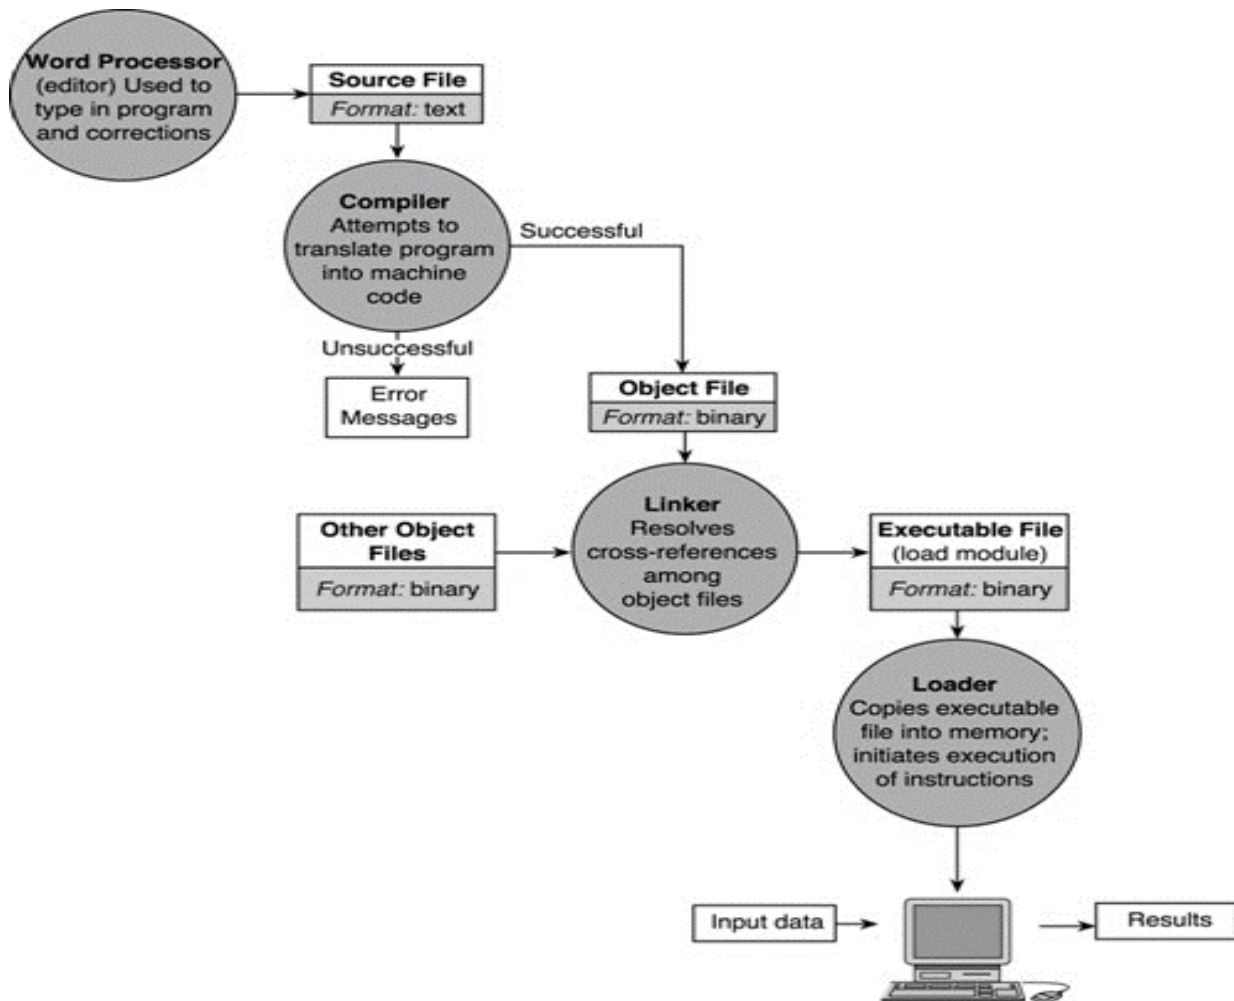 Word Processor
(editor) Used to
type in program
and corrections
Source File
Format: text
Compiler
Attempts to
translate program
into machine
code
Successful
Unsuccessful
Error
Messages
Object File
Format: binary
Other Object
Files
Format: binary
Linker
Resolves
cross-references
among
object files
Executable File
(load module)
Format: binary
Loader
Copies executable
file into memory;
initiates execution
of instructions
Input data
Results